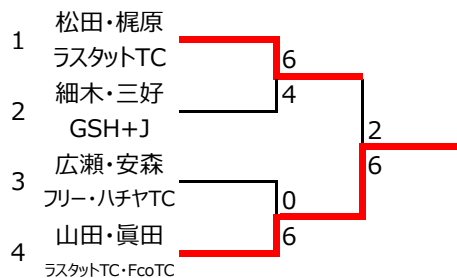 1
松田・梶原
ラスタットTC
6
4
2
細木・三好
GSH+J
2
6
3
広瀬・安森
フリー・ハチヤTC
0
6
4
山田・眞田
ラスタットTC・FcoTC